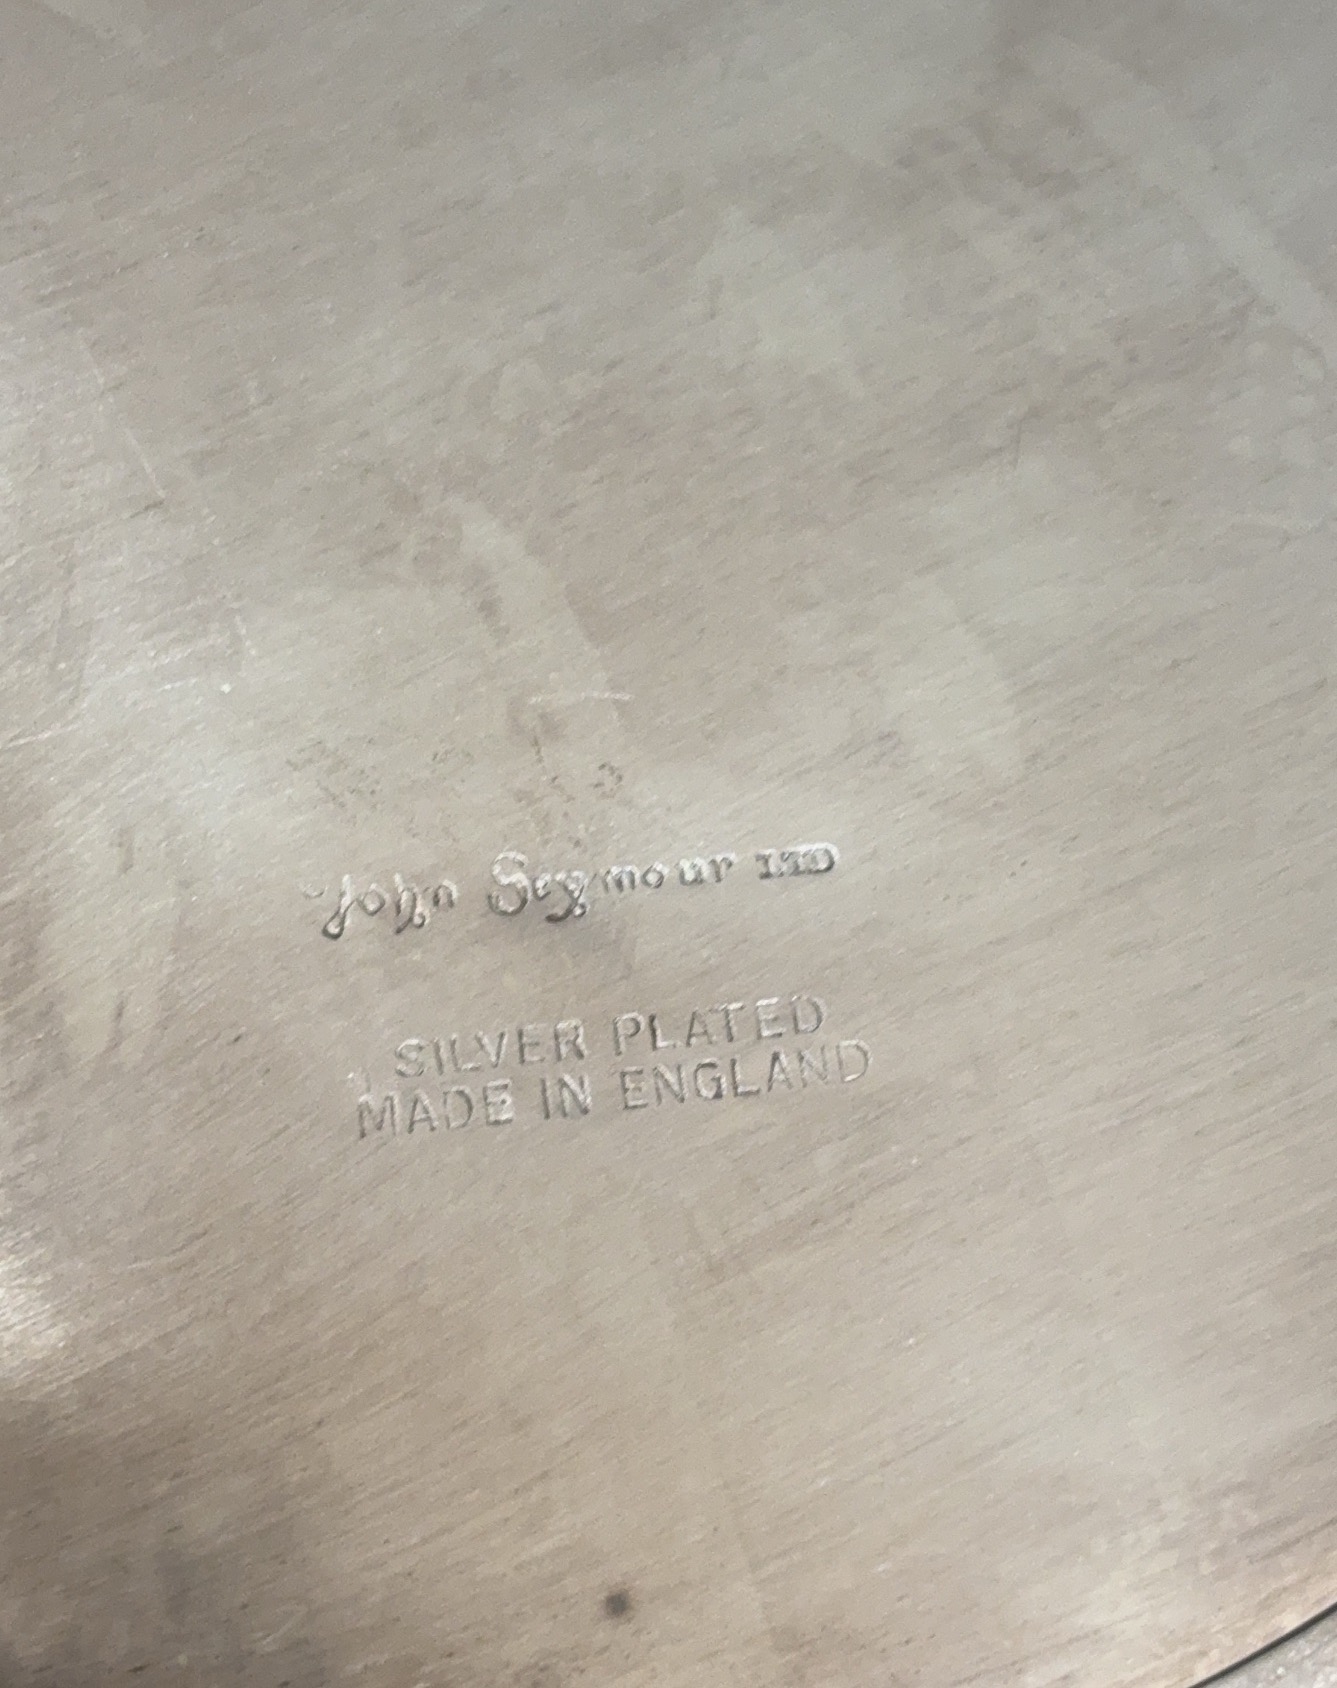 John Seymour LTD
SILVER PLATED
MADE IN ENGLAND